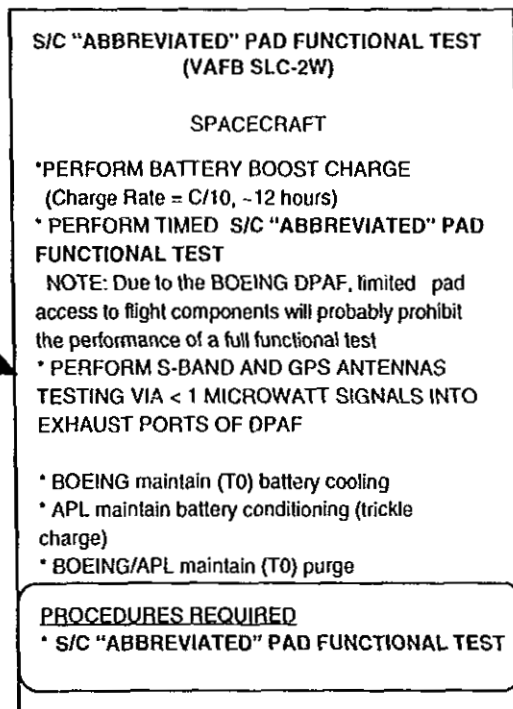 S/C "ABBREVIATED" PAD FUNCTIONAL TEST
(VAFB SLC-2W)
SPACECRAFT
*PERFORM BATTERY BOOST CHARGE
(Charge Rate = C/10, ~12 hours)
* PERFORM TIMED S/C "ABBREVIATED" PAD
FUNCTIONAL TEST
NOTE: Due to the BOEING DPAF, limited pad
access to flight components will probably prohibit
the performance of a full functional test
* PERFORM S-BAND AND GPS ANTENNAS
TESTING VIA < 1 MICROWATT SIGNALS INTO
EXHAUST PORTS OF DPAF
* BOEING maintain (T0) battery cooling
* APL maintain battery conditioning (trickle
charge)
* BOEING/APL maintain (T0) purge
PROCEDURES REQUIRED
* S/C "ABBREVIATED" PAD FUNCTIONAL TEST